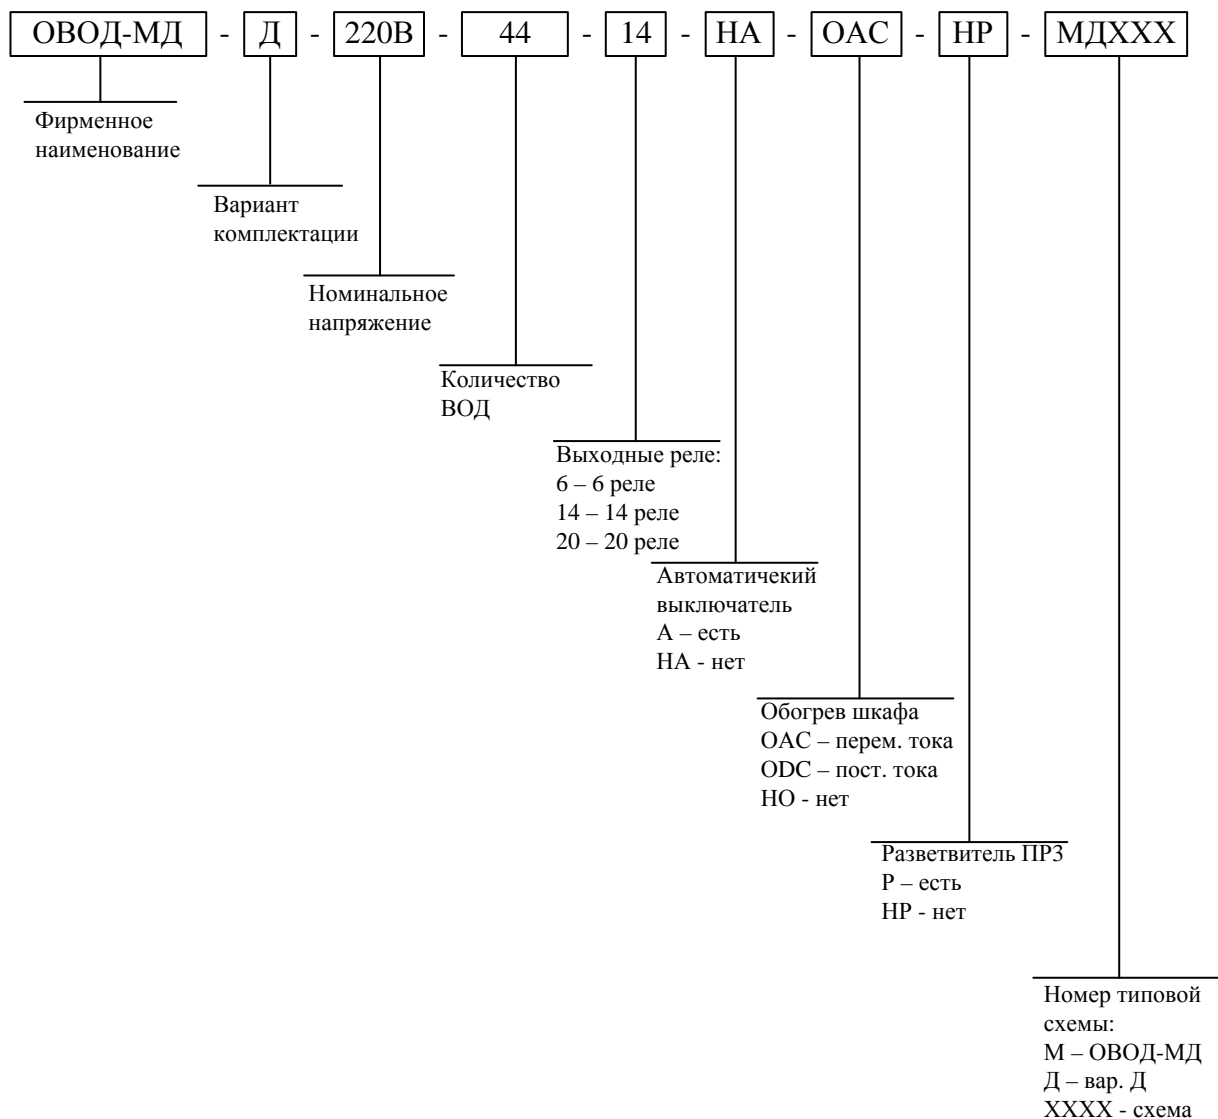 ОВОД-МД - Д - 220В - 44 - 14 - НА - ОАС - НР - МДХХХ
Фирменное
наименование
Вариант
комплектации
Номинальное
напряжение
Количество
ВОД
Выходные реле:
6 – 6 реле
14 – 14 реле
20 – 20 реле
Автоматичекий
выключатель
А – есть
НА - нет
Обогрев шкафа
ОАС – перем. тока
ODC – пост. тока
НО - нет
Разветвитель ПР3
Р – есть
НР - нет
Номер типовой
схемы:
М – ОВОД-МД
Д – вар. Д
ХХХХ - схема